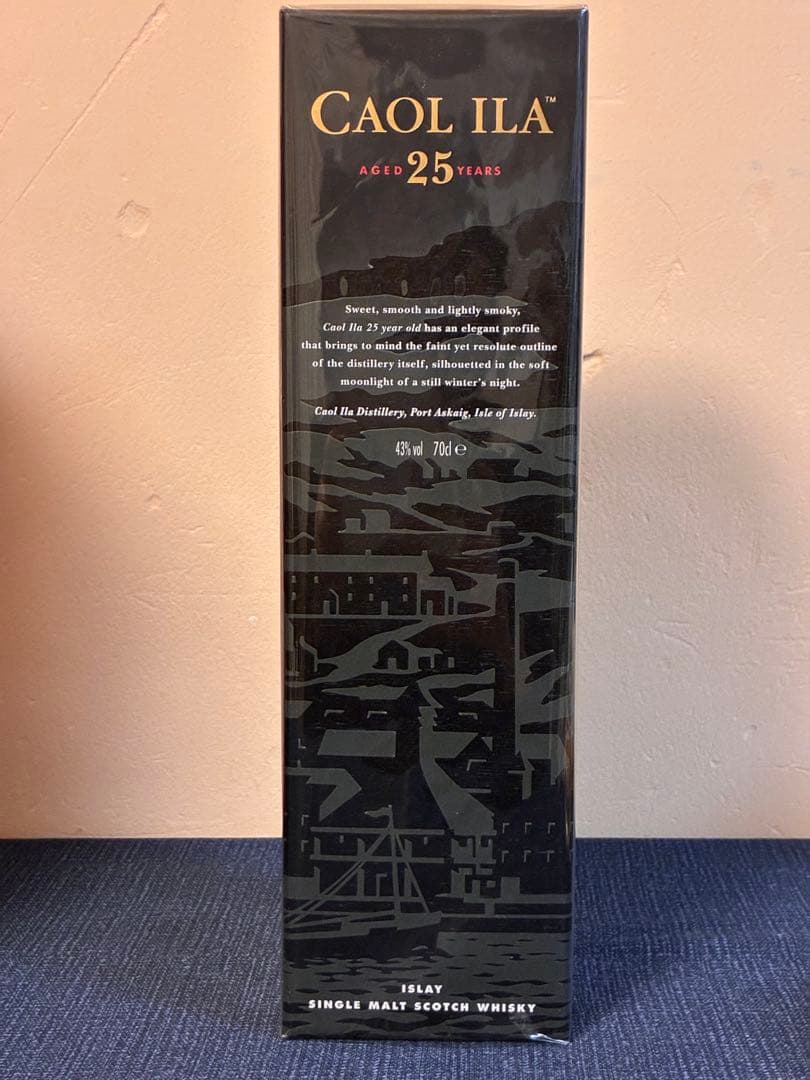 CAOL ILA™
AGED 25 YEARS
Sweet, smooth and lightly smoky,
Caol Ila 25 year old has an elegant profile
that brings to mind the faint yet resolute outline
of the distillery itself, silhouetted in the soft
moonlight of a still winter's night.
Caol Ila Distillery, Port Askaig, Isle of Islay.
43% vol 70cl ℮
ISLAY
SINGLE MALT SCOTCH WHISKY